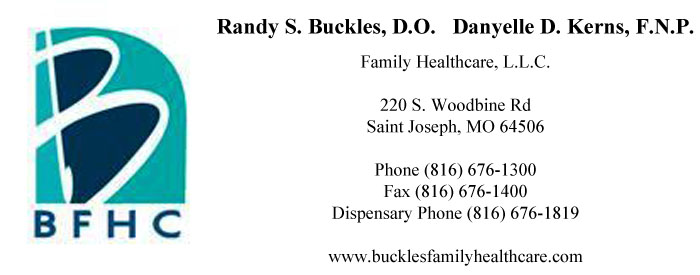 Randy S. Buckles, D.O. Danyelle D. Kerns, F.N.P.
Family Healthcare, L.L.C.
220 S. Woodbine Rd
Saint Joseph, MO 64506
Phone (816) 676-1300
Fax (816) 676-1400
Dispensary Phone (816) 676-1819
www.bucklesfamilyhealthcare.com
B
BFHC